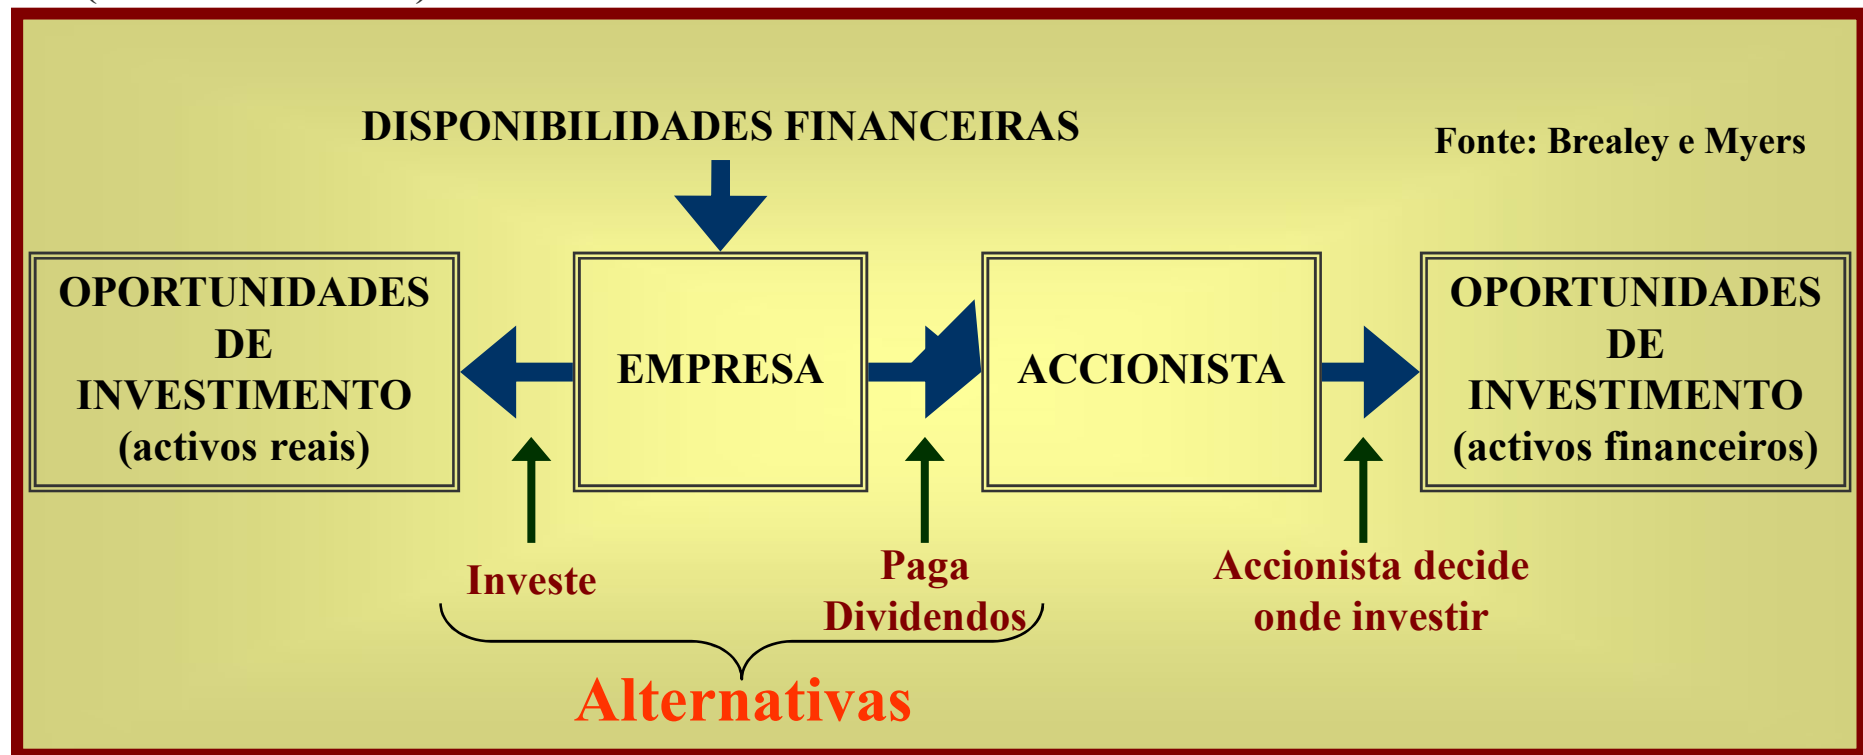 DISPONIBILIDADES FINANCEIRAS
Fonte: Brealey e Myers
OPORTUNIDADES
DE
INVESTIMENTO
(activos reais)
EMPRESA
ACCIONISTA
OPORTUNIDADES
DE
INVESTIMENTO
(activos financeiros)
Investe
Paga
Dividendos
Accionista decide
onde investir
Alternativas